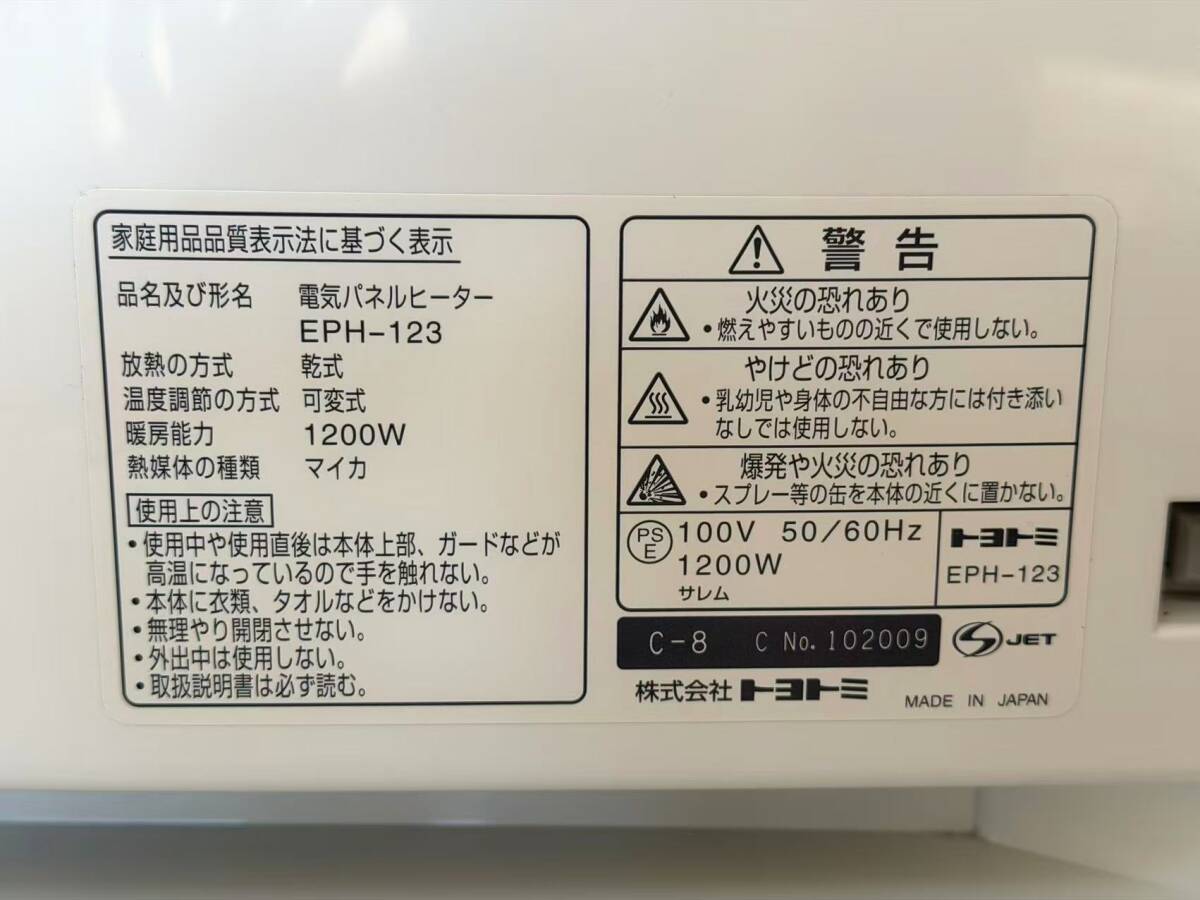 家庭用品品質表示法に基づく表示
品名及び形名 電気パネルヒーター
EPH-123
放熱の方式 乾式
温度調節の方式 可変式
暖房能力 1200W
熱媒体の種類 マイカ
使用上の注意
・使用中や使用直後は本体上部、ガードなどが
高温になっているので手を触れない。
・本体に衣類、タオルなどをかけない。
・無理やり開閉させない。
・外出中は使用しない。
・取扱説明書は必ず読む。
警告
火災の恐れあり
・燃えやすいものの近くで使用しない。
やけどの恐れあり
・乳幼児や身体の不自由な方には付き添い
なしでは使用しない。
爆発や火災の恐れあり
・スプレー等の缶を本体の近くに置かない。
PS
E
100V 50/60Hz
1200W
サレム
トヨトミ
EPH-123
C-8 C No. 102009
S JET
株式会社トヨトミ
MADE IN JAPAN